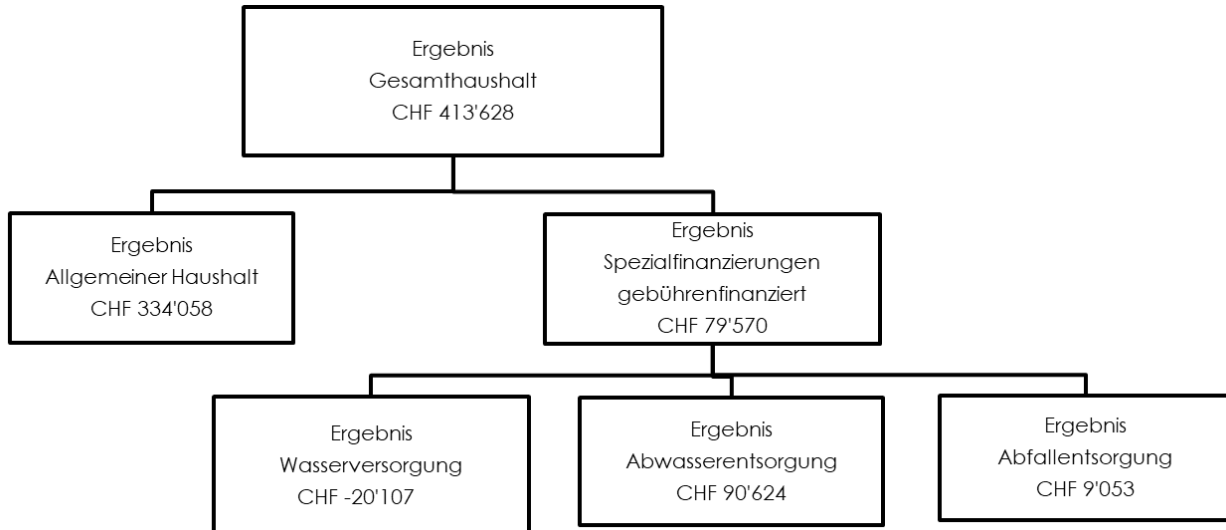 Ergebnis
Gesamthaushalt
CHF 413'628
Ergebnis
Allgemeiner Haushalt
CHF 334'058
Ergebnis
Spezialfinanzierungen
gebührenfinanziert
CHF 79'570
Ergebnis
Wasserversorgung
CHF -20'107
Ergebnis
Abwasserentsorgung
CHF 90'624
Ergebnis
Abfallentsorgung
CHF 9'053